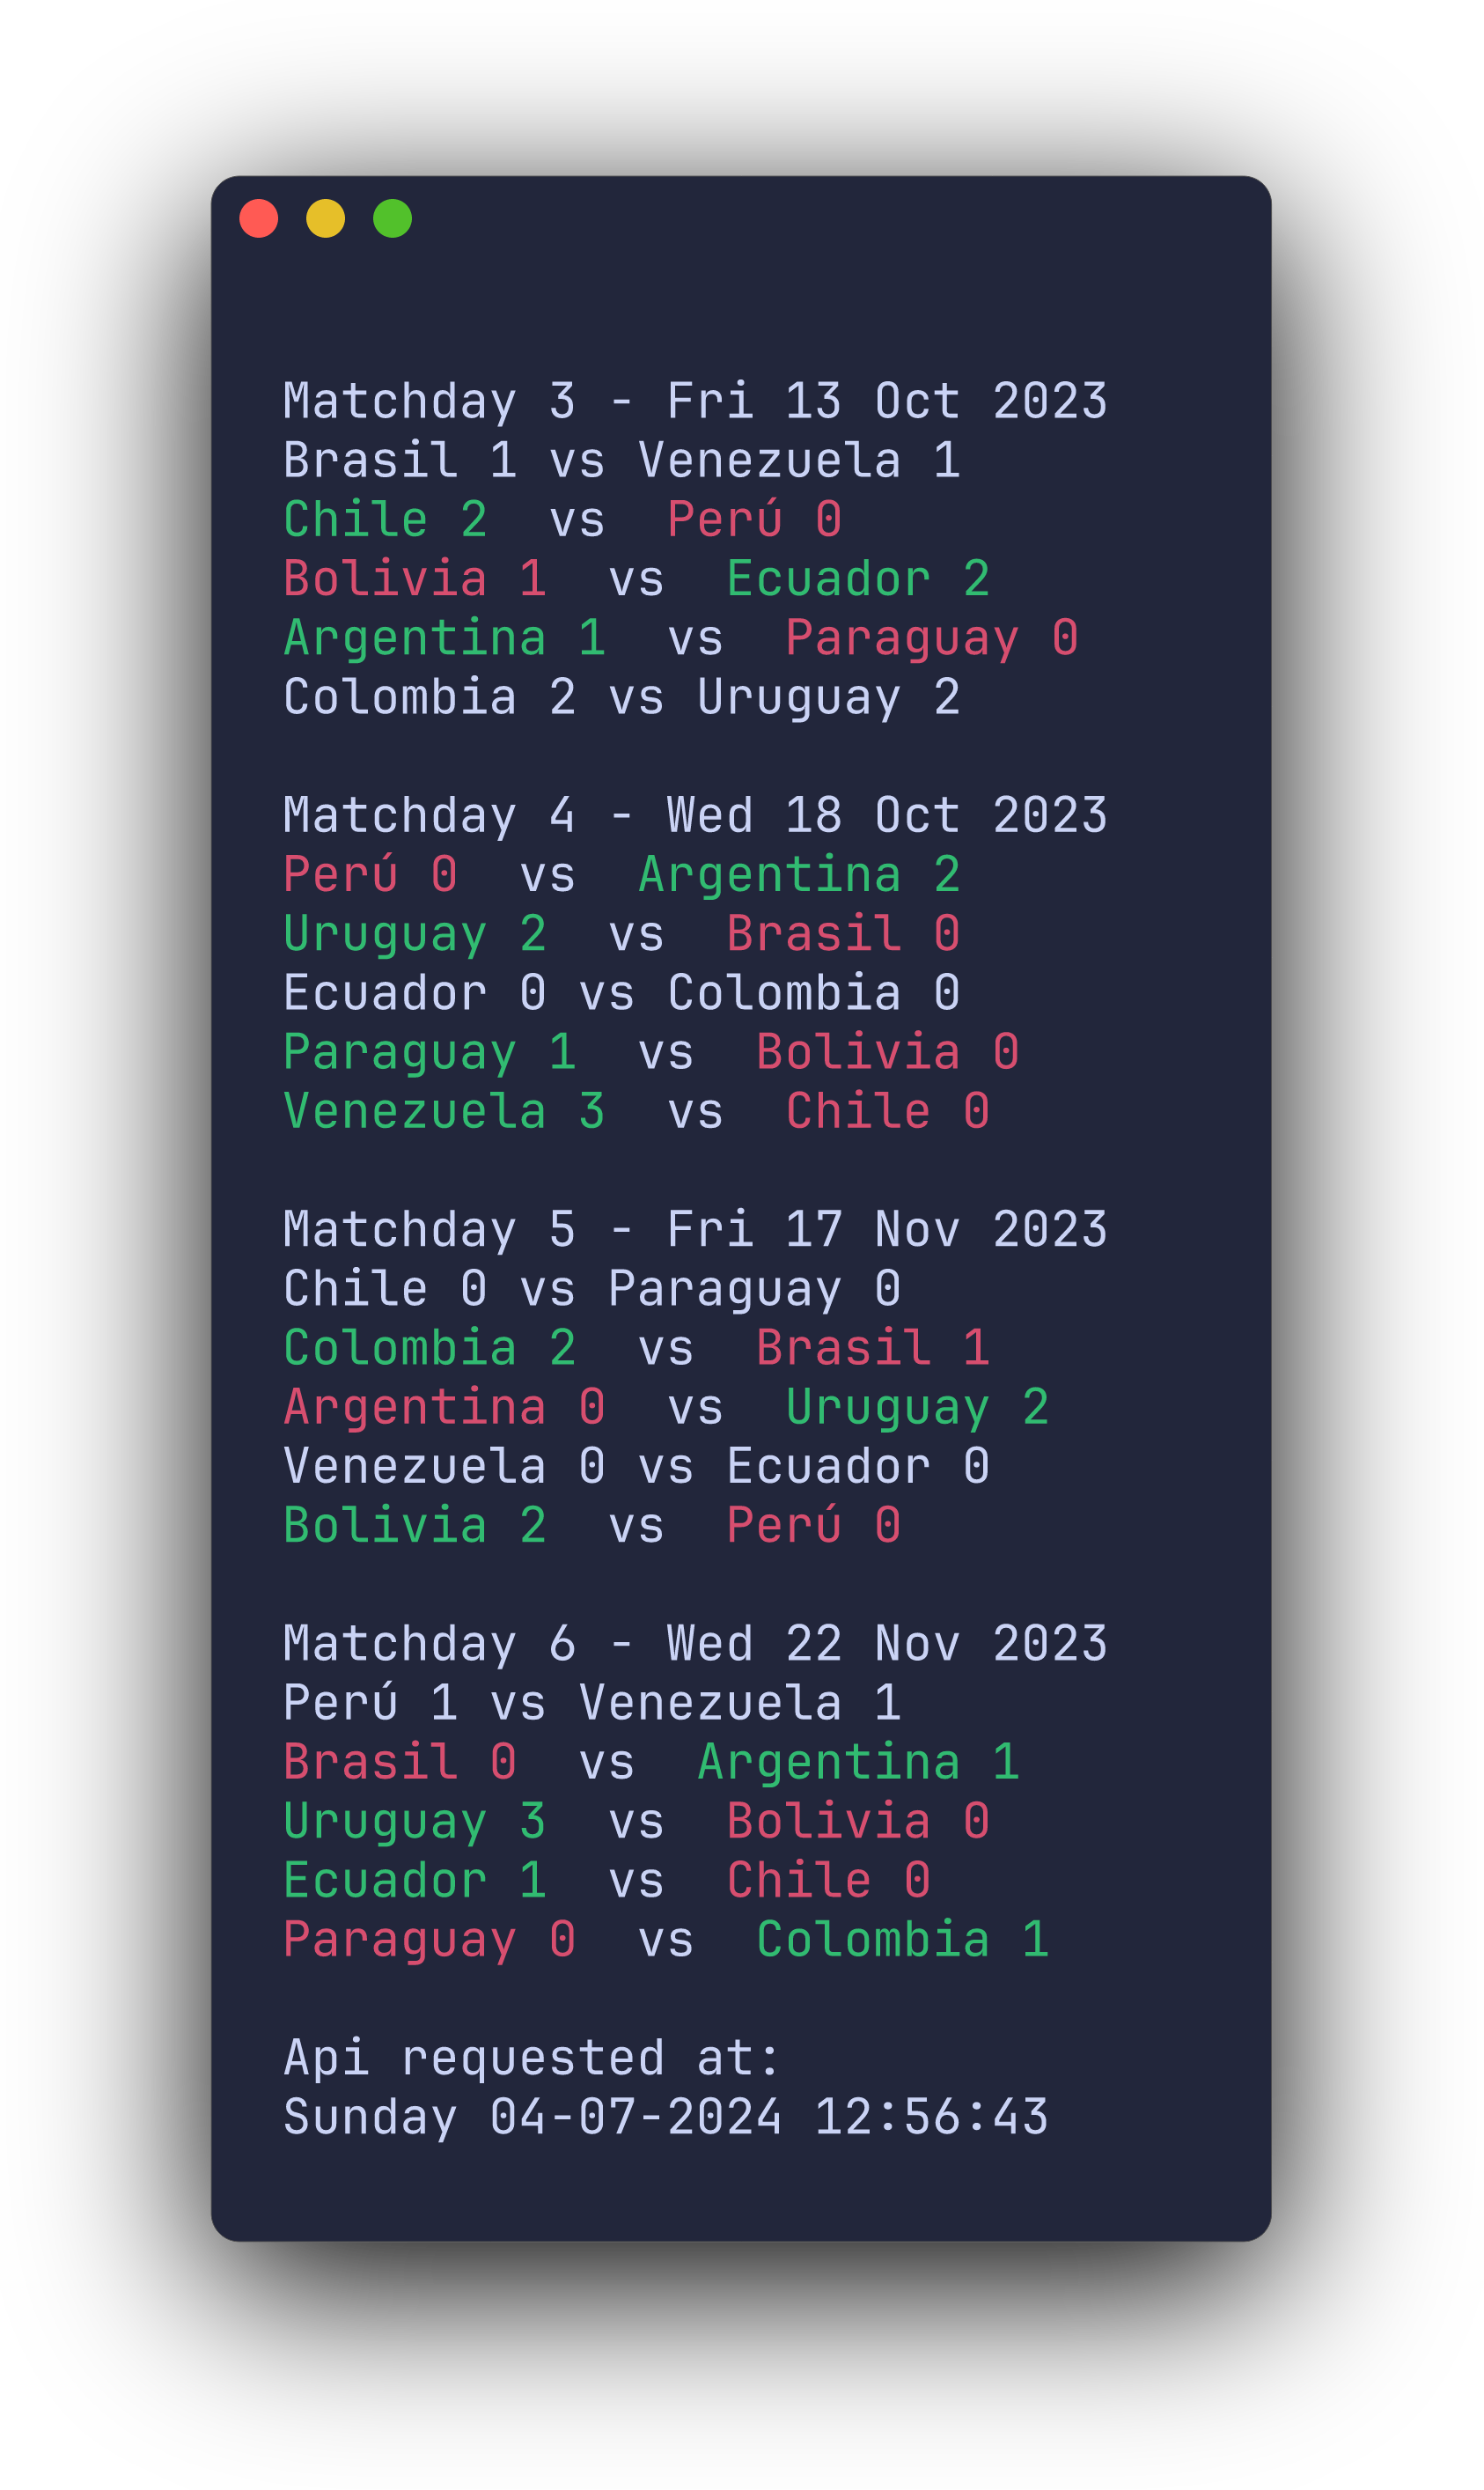 Matchday 3 - Fri 13 Oct 2023
Brasil 1 vs Venezuela 1
Chile 2  vs  Perú 0
Bolivia 1  vs  Ecuador 2
Argentina 1  vs  Paraguay 0
Colombia 2 vs Uruguay 2

Matchday 4 - Wed 18 Oct 2023
Perú 0  vs  Argentina 2
Uruguay 2  vs  Brasil 0
Ecuador 0 vs Colombia 0
Paraguay 1  vs  Bolivia 0
Venezuela 3  vs  Chile 0

Matchday 5 - Fri 17 Nov 2023
Chile 0 vs Paraguay 0
Colombia 2  vs  Brasil 1
Argentina 0  vs  Uruguay 2
Venezuela 0 vs Ecuador 0
Bolivia 2  vs  Perú 0

Matchday 6 - Wed 22 Nov 2023
Perú 1 vs Venezuela 1
Brasil 0  vs  Argentina 1
Uruguay 3  vs  Bolivia 0
Ecuador 1  vs  Chile 0
Paraguay 0  vs  Colombia 1

Api requested at:
Sunday 04-07-2024 12:56:43